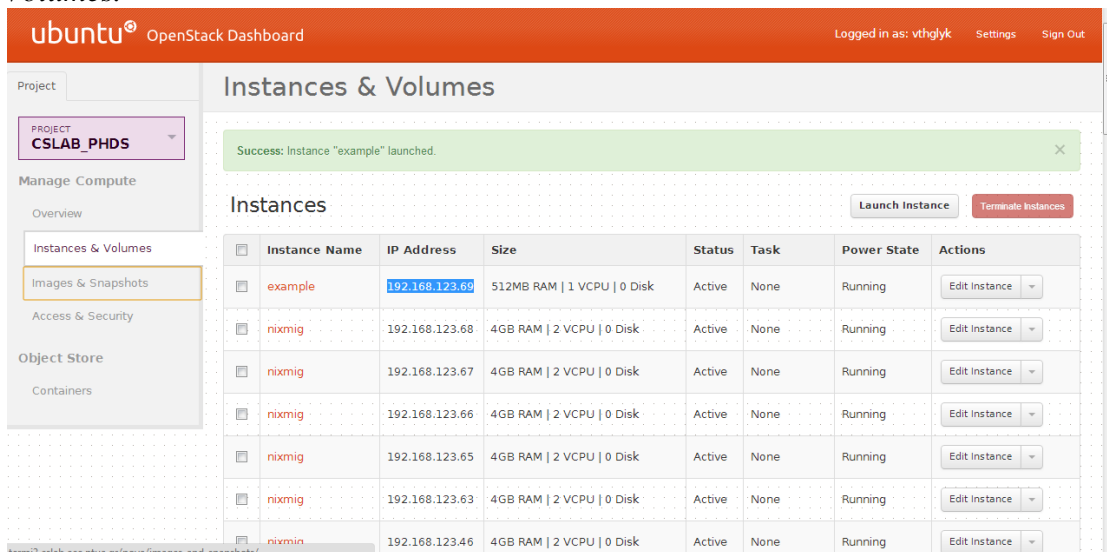 ubuntu® OpenStack Dashboard
Logged in as: vthglyk Settings Sign Out
Project
PROJECT
CSLAB_PHDS
Manage Compute
Overview
Instances & Volumes
Images & Snapshots
Access & Security
Object Store
Containers
Instances & Volumes
Success: Instance "example" launched. ×
Instances
Launch Instance Terminate Instances
Instance Name IP Address Size Status Task Power State Actions
example 192.168.123.69 512MB RAM | 1 VCPU | 0 Disk Active None Running Edit Instance
nixmig 192.168.123.68 4GB RAM | 2 VCPU | 0 Disk Active None Running Edit Instance
nixmig 192.168.123.67 4GB RAM | 2 VCPU | 0 Disk Active None Running Edit Instance
nixmig 192.168.123.66 4GB RAM | 2 VCPU | 0 Disk Active None Running Edit Instance
nixmig 192.168.123.65 4GB RAM | 2 VCPU | 0 Disk Active None Running Edit Instance
nixmig 192.168.123.63 4GB RAM | 2 VCPU | 0 Disk Active None Running Edit Instance
nixmig 192.168.123.46 4GB RAM | 2 VCPU | 0 Disk Active None Running Edit Instance